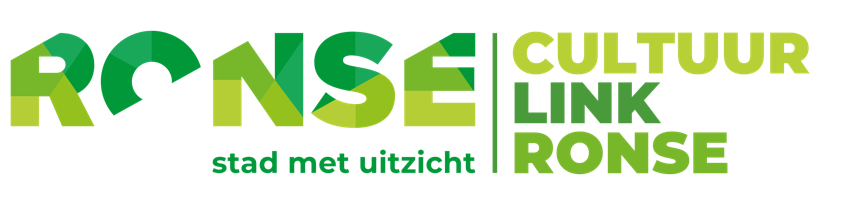 RONSE
stad met uitzicht
CULTUUR
LINK
RONSE